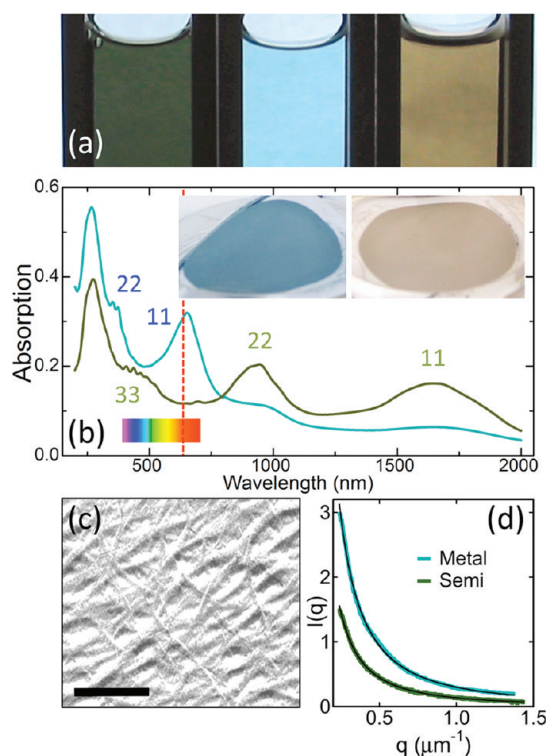 (a)
0.6
0.4
0.2
0.0
Absorption
22
11
33
22
11
(b)
500
1000
1500
2000
Wavelength (nm)
(c)
(d)
3
2
1
0
I(q)
Metal
Semi
0.5
1.0
1.5
q (μm⁻¹)